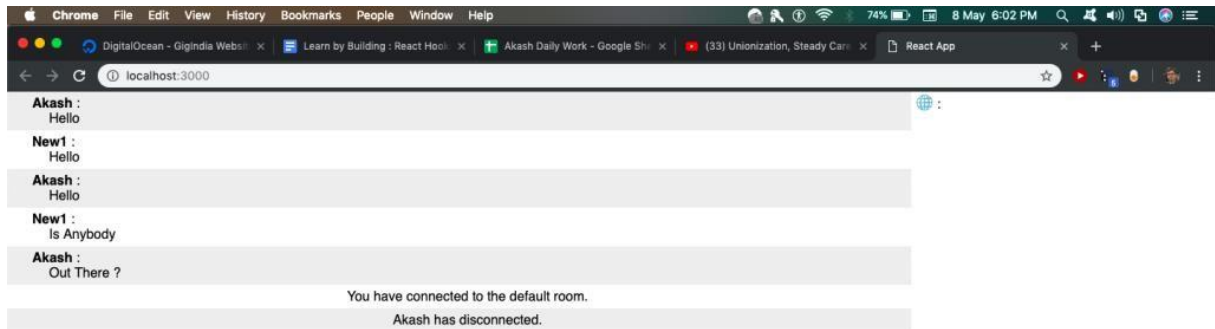 Chrome File Edit View History Bookmarks People Window Help 74% 8 May 6:02 PM
DigitalOcean - GigIndia Websit Learn by Building : React Hook Akash Daily Work - Google She (33) Unionization, Steady Care React App
localhost:3000
6
Akash :
Hello
:
New1 :
Hello
Akash :
Hello
New1 :
Is Anybody
Akash :
Out There ?
You have connected to the default room.
Akash has disconnected.